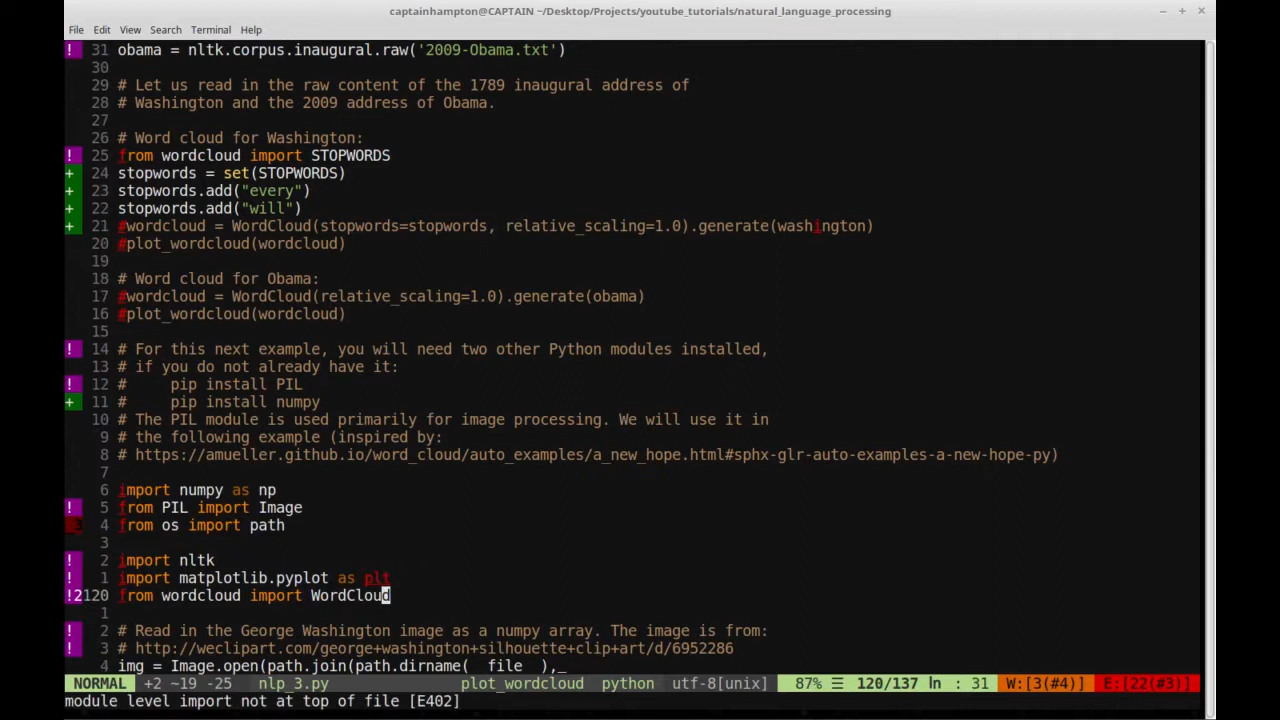 captainhampton@CAPTAIN ~/Desktop/Projects/youtube_tutorials/natural_language_processing
File Edit View Search Terminal Help
! 31 obama = nltk.corpus.inaugural.raw('2009-Obama.txt')
30
29 # Let us read in the raw content of the 1789 inaugural address of
28 # Washington and the 2009 address of Obama.
27
26 # Word cloud for Washington:
! 25 from wordcloud import STOPWORDS
+ 24 stopwords = set(STOPWORDS)
+ 23 stopwords.add("every")
+ 22 stopwords.add("will")
+ 21 #wordcloud = WordCloud(stopwords=stopwords, relative_scaling=1.0).generate(washington)
20 #plot_wordcloud(wordcloud)
19
18 # Word cloud for Obama:
17 #wordcloud = WordCloud(relative_scaling=1.0).generate(obama)
16 #plot_wordcloud(wordcloud)
15
! 14 # For this next example, you will need two other Python modules installed,
13 # if you do not already have it:
! 12 #     pip install PIL
+ 11 #     pip install numpy
10 # The PIL module is used primarily for image processing. We will use it in
9 # the following example (inspired by:
8 # https://amueller.github.io/word_cloud/auto_examples/a_new_hope.html#sphx-glr-auto-examples-a-new-hope-py)
7
6 import numpy as np
! 5 from PIL import Image
3 4 from os import path
3
! 2 import nltk
! 1 import matplotlib.pyplot as plt
!2120 from wordcloud import WordCloud
1
! 2 # Read in the George Washington image as a numpy array. The image is from:
! 3 # http://weclipart.com/george+washington+silhouette+clip+art/d/6952286
4 img = Image.open(path.join(path.dirname(__file__),_
NORMAL +2 ~19 -25 nlp_3.py plot_wordcloud python utf-8[unix] 87% ☰ 120/137 ln : 31 W:[3(#4)] E:[22(#3)]
module level import not at top of file [E402]